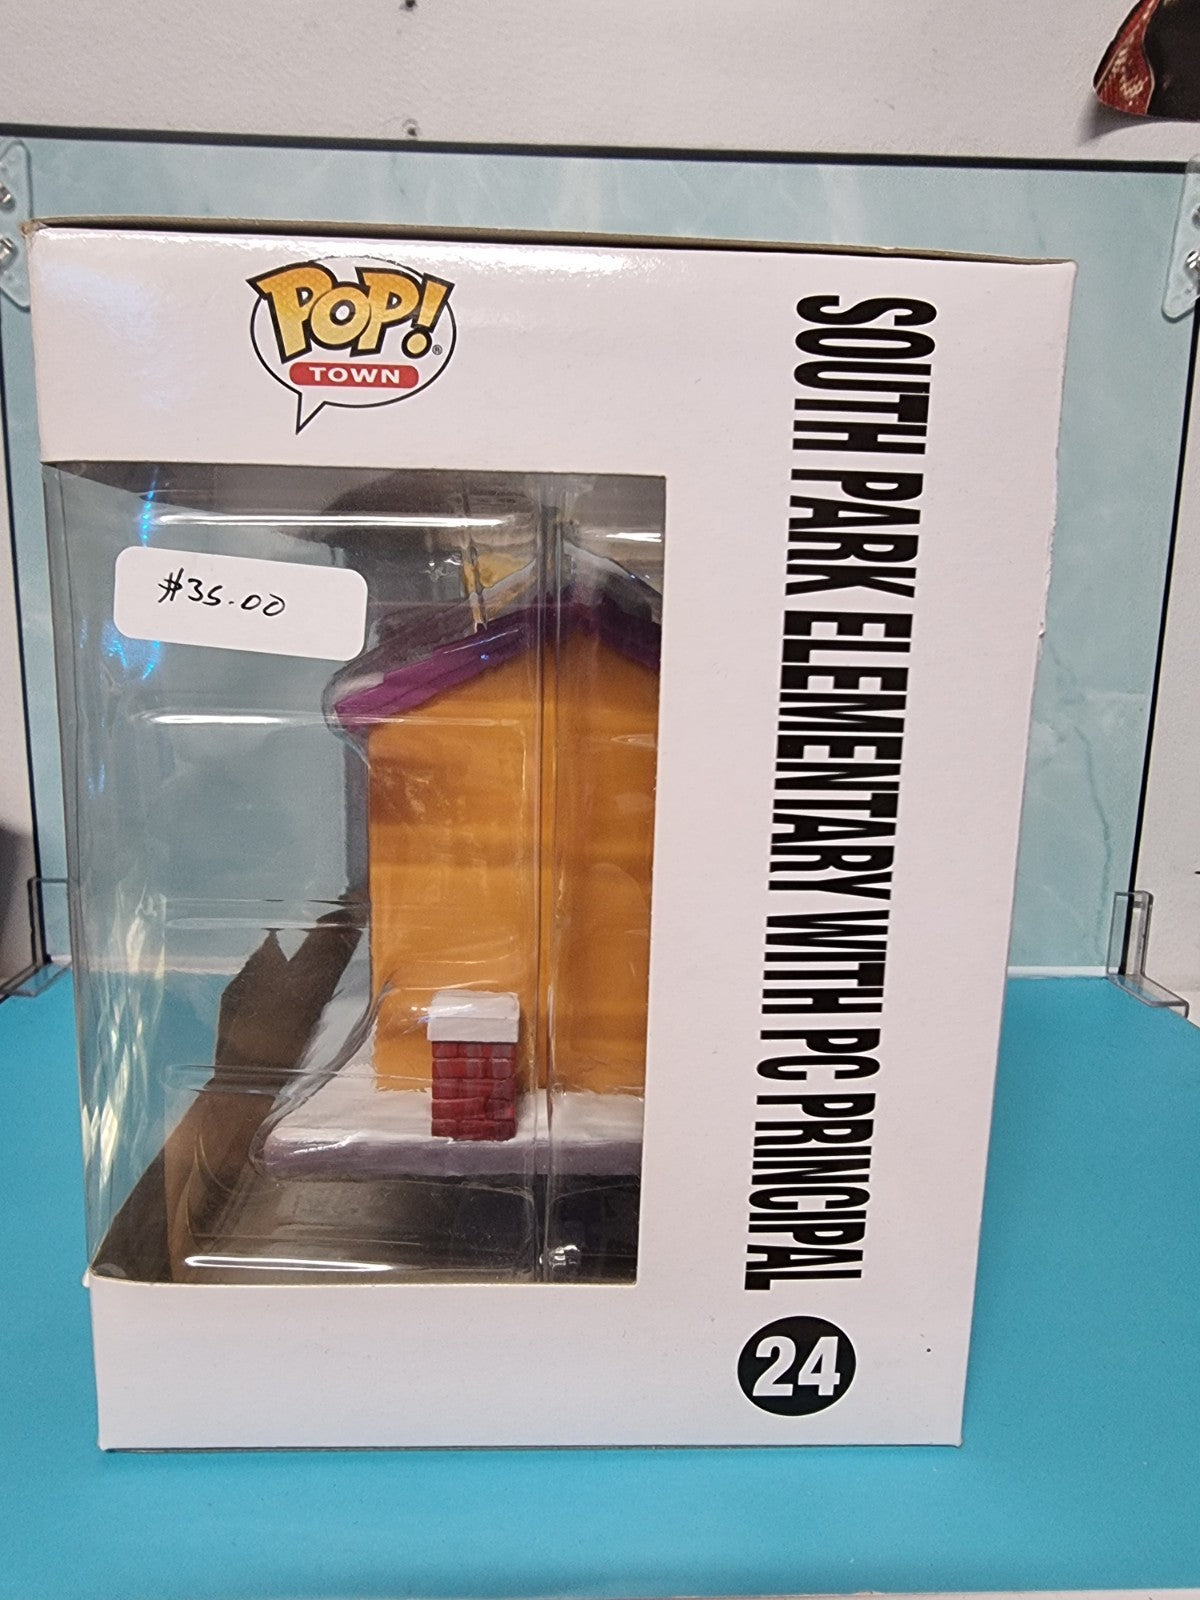 POP!®
TOWN
#35.00
SOUTH PARK ELEMENTARY WITH PC PRINCIPAL
24